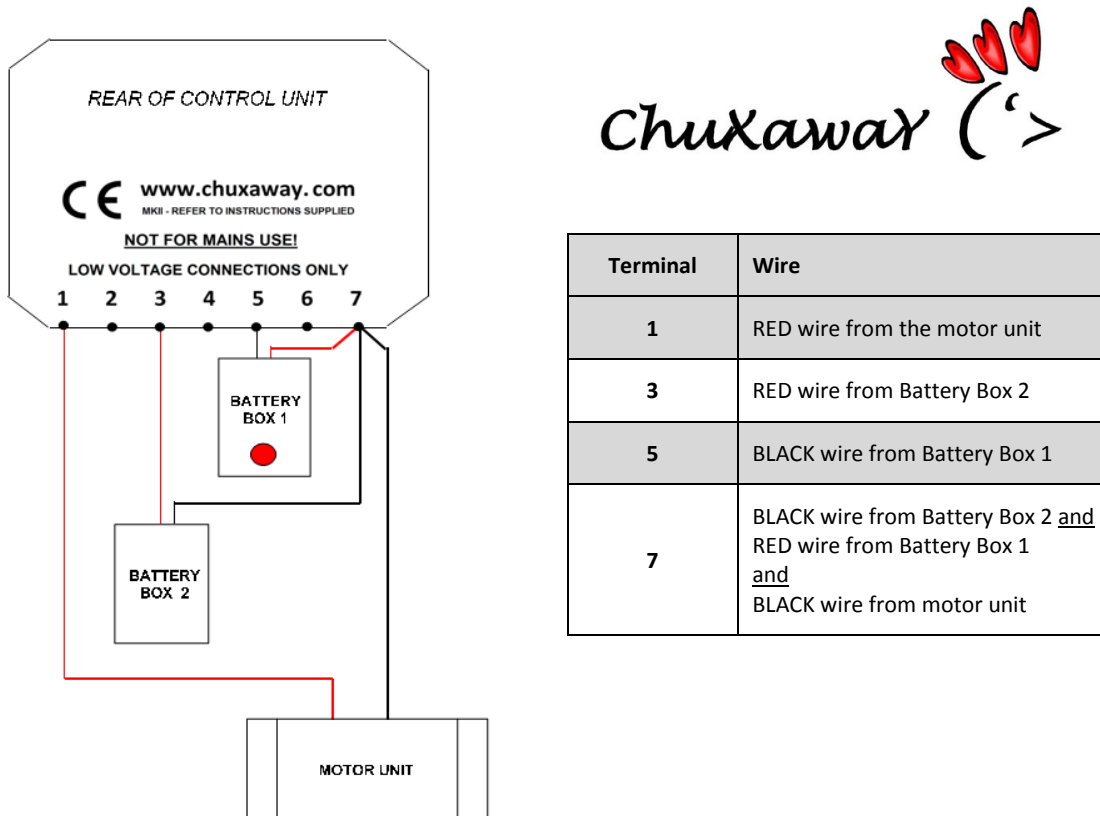 REAR OF CONTROL UNIT
CE
www.chuxaway.com
MKII - REFER TO INSTRUCTIONS SUPPLIED
NOT FOR MAINS USE!
LOW VOLTAGE CONNECTIONS ONLY
1 2 3 4 5 6 7
BATTERY
BOX 1
BATTERY
BOX 2
MOTOR UNIT
ChuXawaY (‘>
Terminal Wire
1 RED wire from the motor unit
3 RED wire from Battery Box 2
5 BLACK wire from Battery Box 1
7 BLACK wire from Battery Box 2 and
RED wire from Battery Box 1
and
BLACK wire from motor unit